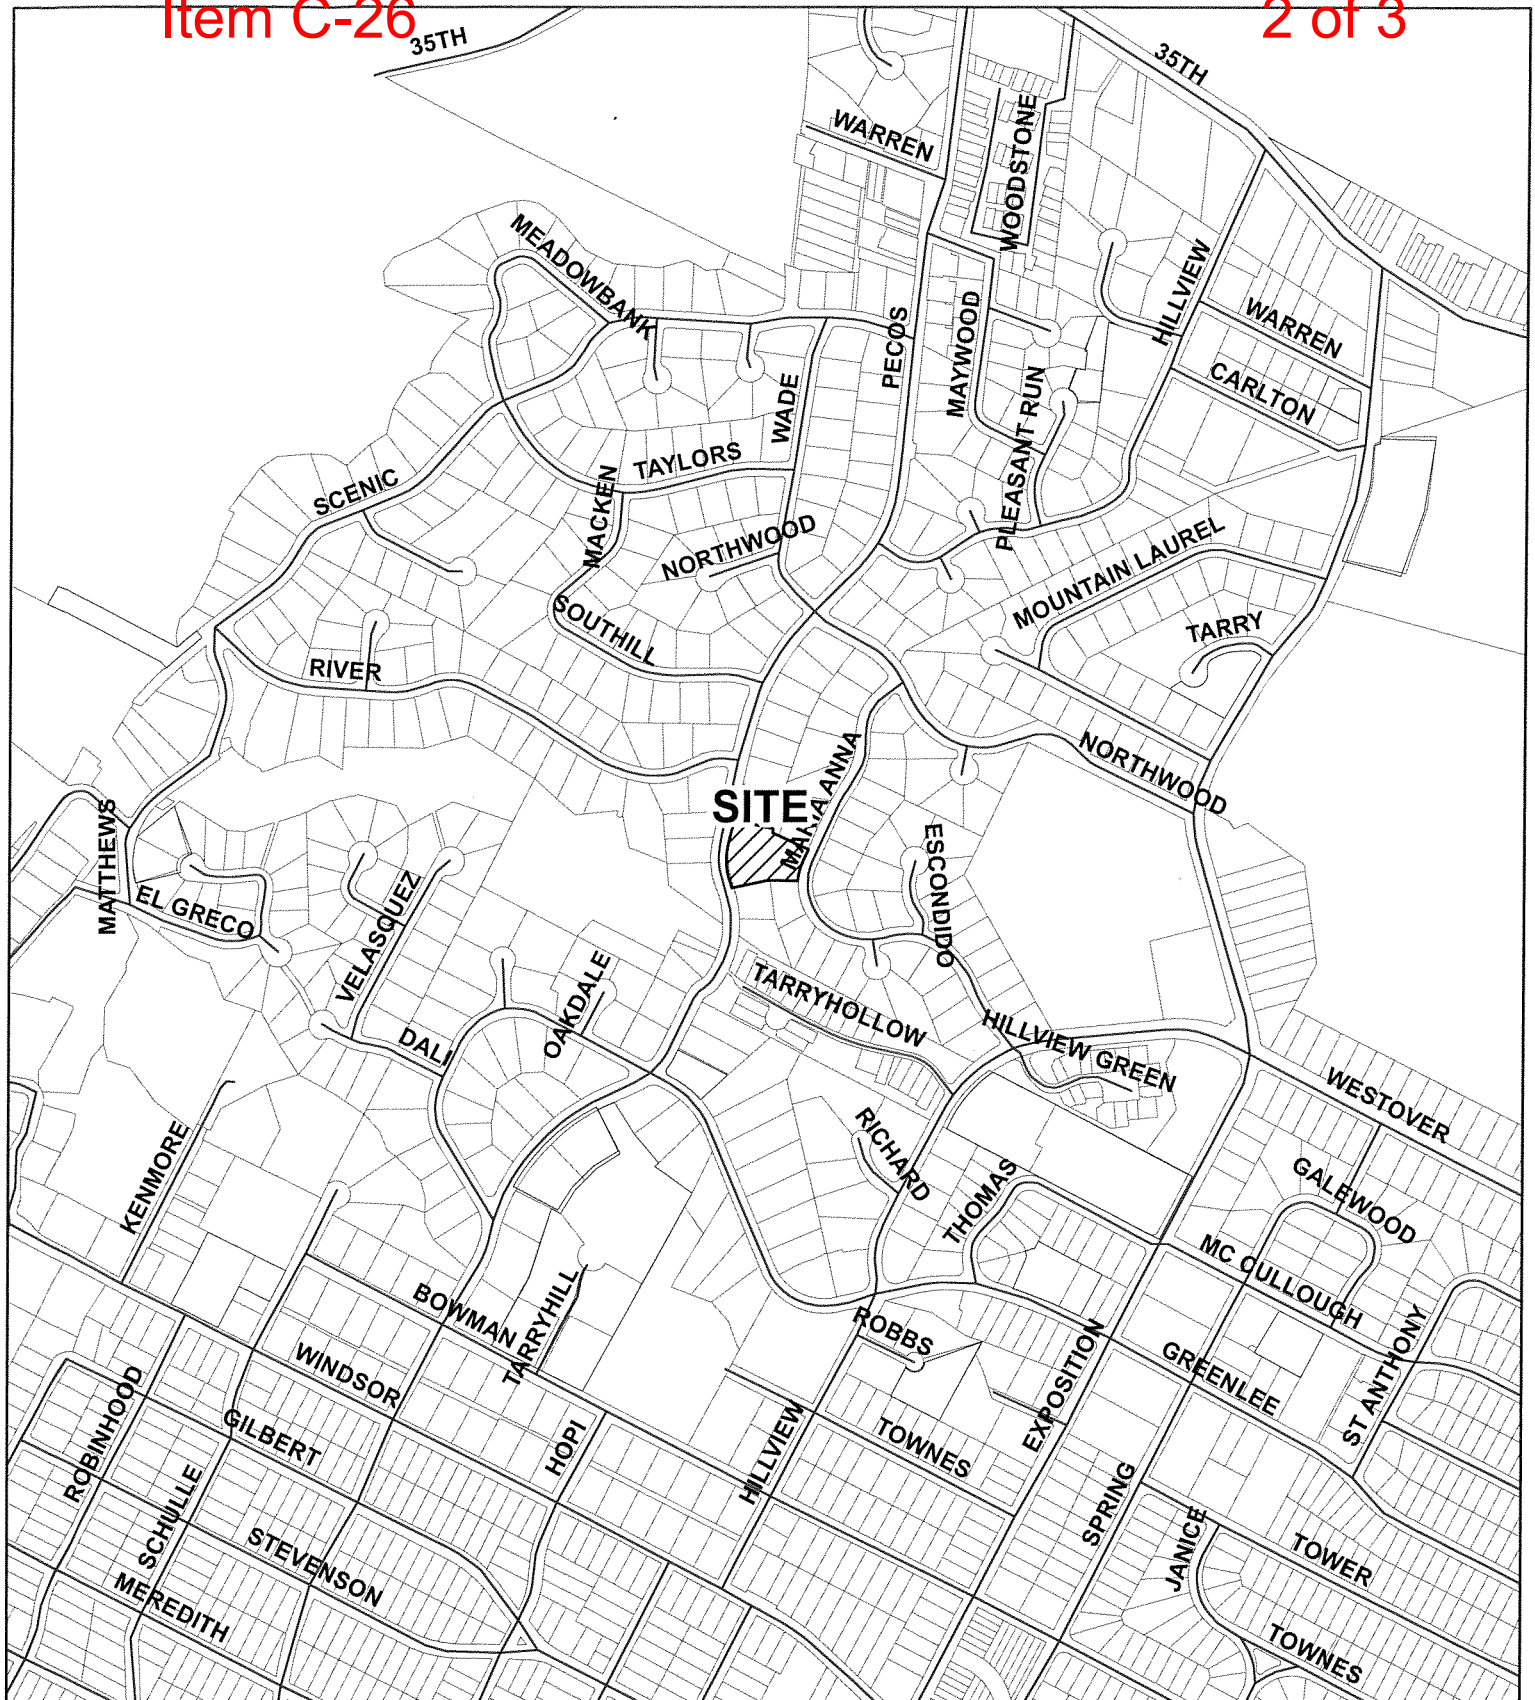 Item C-26
2 of 3
35TH
35TH
WARREN
WOODSTONE
MEADOWBANK
HILLVIEW
WARREN
PECOS
MAYWOOD
WADE
CARLTON
PLEASANT RUN
TAYLORS
SCENIC
MACKEN
NORTHWOOD
MOUNTAIN LAUREL
SOUTHILL
TARRY
RIVER
NORTHWOOD
MARIA ANNA
SITE
MATTHEWS
ESCONDIDO
EL GRECO
VELASQUEZ
OAKDALE
TARRYHOLLOW
HILLVIEW GREEN
DALI
WESTOVER
RICHARD
KENMORE
THOMAS
GALEWOOD
MC CULLOUGH
BOWMAN
TARRYHILL
ROBBS
EXPOSITION
ST ANTHONY
WINDSOR
GREENLEE
ROBINHOOD
GILBERT
HOPI
HILLVIEW
TOWNES
SCHULLE
SPRING
JANICE
STEVENSON
TOWER
MEREDITH
TOWNES